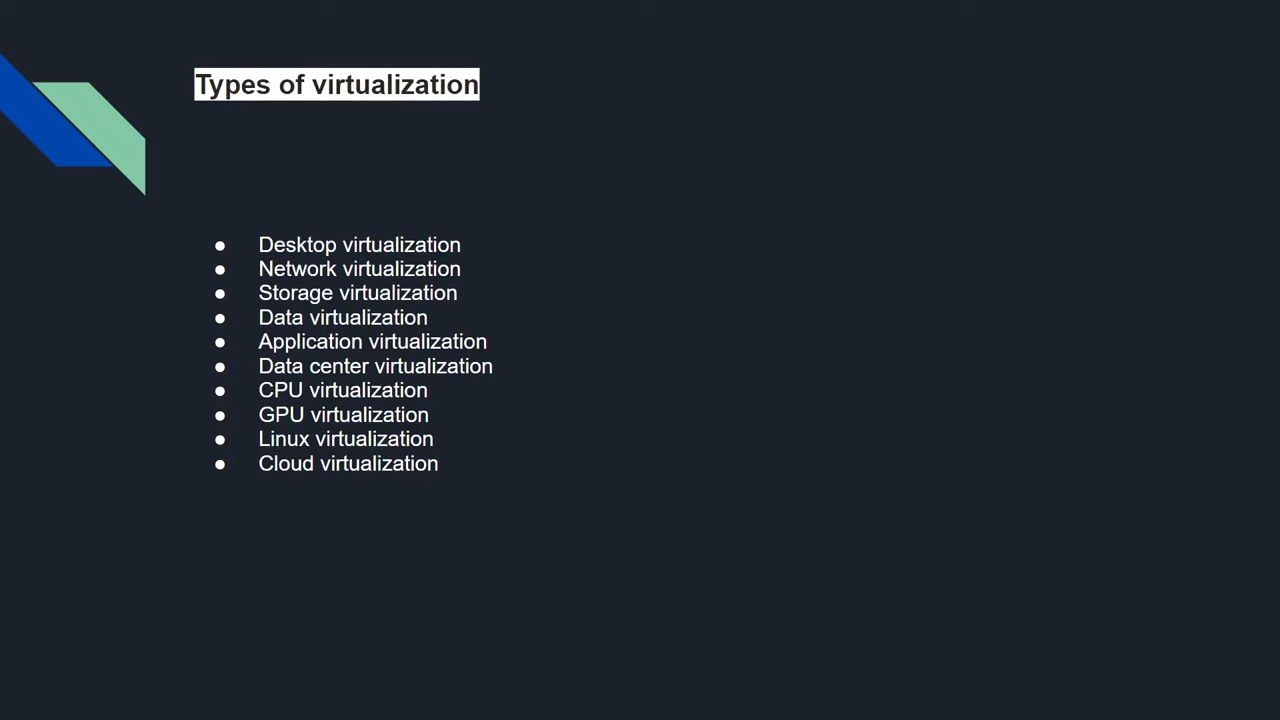 Types of virtualization
● Desktop virtualization
● Network virtualization
● Storage virtualization
● Data virtualization
● Application virtualization
● Data center virtualization
● CPU virtualization
● GPU virtualization
● Linux virtualization
● Cloud virtualization